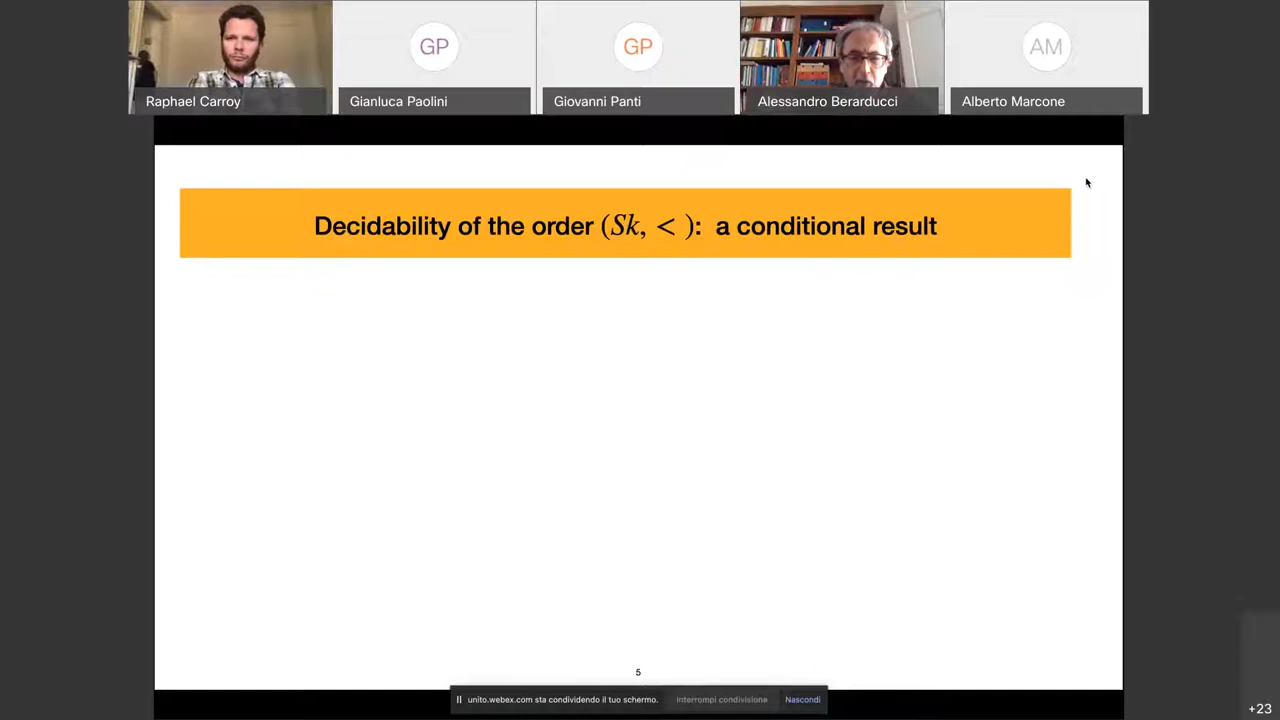 GP
GP
AM
Raphael Carroy
Gianluca Paolini
Giovanni Panti
Alessandro Berarducci
Alberto Marcone
Decidability of the order (Sk, < ): a conditional result
5
unito.webex.com sta condividendo il tuo schermo. Interrompi condivisione Nascondi
+23